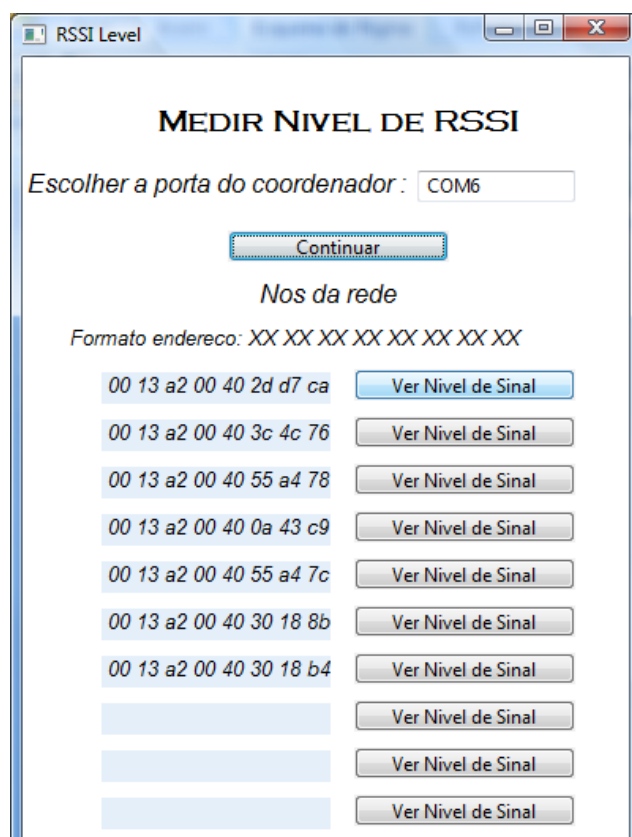 RSSI Level
MEDIR NIVEL DE RSSI
Escolher a porta do coordenador : COM6
Continuar
Nos da rede
Formato endereco: XX XX XX XX XX XX XX XX
00 13 a2 00 40 2d d7 ca Ver Nivel de Sinal
00 13 a2 00 40 3c 4c 76 Ver Nivel de Sinal
00 13 a2 00 40 55 a4 78 Ver Nivel de Sinal
00 13 a2 00 40 0a 43 c9 Ver Nivel de Sinal
00 13 a2 00 40 55 a4 7c Ver Nivel de Sinal
00 13 a2 00 40 30 18 8b Ver Nivel de Sinal
00 13 a2 00 40 30 18 b4 Ver Nivel de Sinal
Ver Nivel de Sinal
Ver Nivel de Sinal
Ver Nivel de Sinal